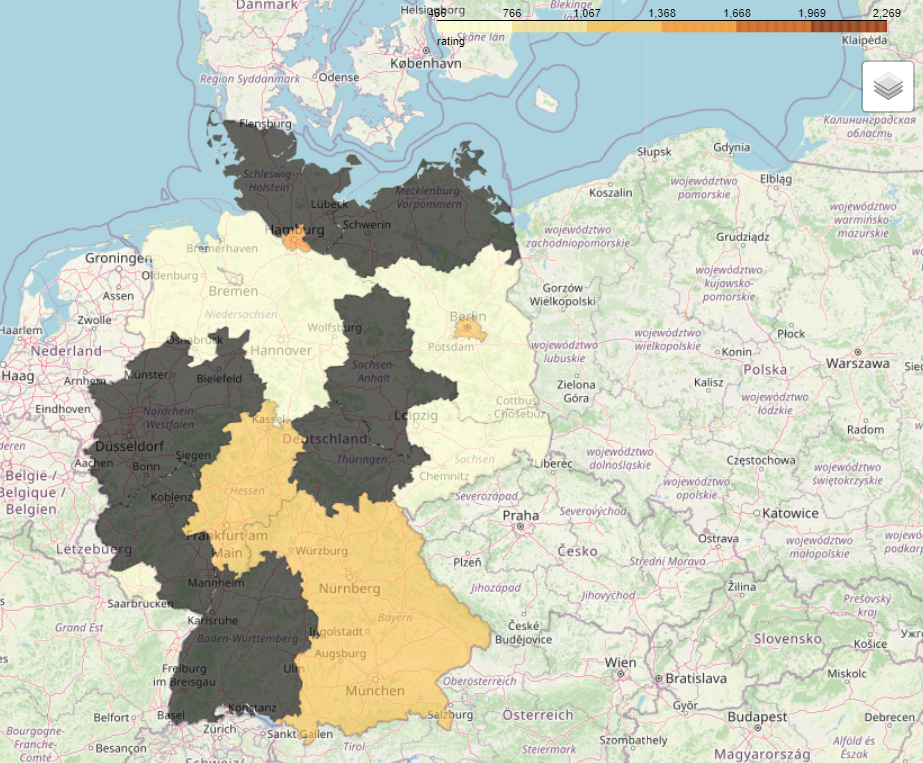 Danmark
Helsingborg
Blekinge
län
466 766 1,067 1,368 1,668 1,969 2,269
rating
Skåne län
Klaipėda
København
Region Syddanmark
Odense
Калининградская
область
Flensburg
Gdynia
Słupsk
Elbląg
Schleswig-
Holstein
Koszalin
województwo
pomorskie
Mecklenburg-
Vorpommern
Lübeck
województwo
warmińsko-
mazurskie
Schwerin
Hamburg
województwo
zachodniopomorskie
Grudziądz
Bremerhaven
Groningen
Oldenburg
województwo
kujawsko-
pomorskie
Assen
Bremen
Gorzów
Wielkopolski
Niedersachsen
Berlin
Haarlem
Zwolle
Wolfsburg
Płock
Osnabrück
Potsdam
województwo
lubuskie
województwo
wielkopolskie
Nederland
Hannover
Konin
Warszawa
Haag
Arnhem
Münster
Bielefeld
Sachsen-
Anhalt
Polska
Zielona
Góra
Kalisz
Eindhoven
Nordrhein-
Westfalen
Cottbus
- Chóśebuz
województwo
łódzkie
Kassel
Leipzig
Radom
Düsseldorf
Deutschland
Siegen
Aachen
Bonn
Thüringen
Sachsen
Liberec
województwo
dolnośląskie
Częstochowa
België /
Belgique /
Belgien
Chemnitz
województwo
świętokrzyskie
Koblenz
Hessen
Severozápad
województwo
opolskie
Praha
Severovýchod
Katowice
Frankfurt am
Main
Ostrava
województwo
małopolskie
Lëtzebuerg
Würzburg
Česko
Plzeň
Střední Morava
Mannheim
Nürnberg
Jihozápad
Žilina
Saarbrücken
Jihovýchod
Prešovský
kraj
Karlsruhe
Bayern
Grand Est
České
Budějovice
Baden-Württemberg
Ingolstadt
Slovensko
Košice
Augsburg
Freiburg
im Breisgau
Ulm
Wien
Miskolc
Oberösterreich
Bratislava
München
Belfort
Basel
Konstanz
Salzburg
Győr
Österreich
Budapest
Debrecen
Zürich
Sankt Gallen
Szombathely
Besançon
Tirol
Steiermark
Bourgogne-
Franche-
Comté
Magyarország
Alföld és
Észak
Schweiz/